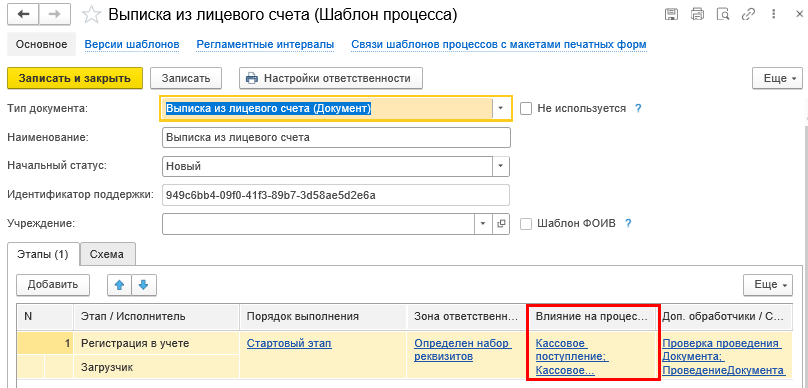 Выписка из лицевого счета (Шаблон процесса)
Основное Версии шаблонов Регламентные интервалы Связи шаблонов процессов с макетами печатных форм
Записать и закрыть Записать Настройки ответственности Еще
Тип документа: Выписка из лицевого счета (Документ) Не используется ?
Наименование: Выписка из лицевого счета
Начальный статус: Новый
Идентификатор поддержки: 949c6bb4-09f0-41f3-89b7-3d58ae5d2e6a
Учреждение: Шаблон ФОИВ ?
Этапы (1) Схема
Добавить Еще
N Этап / Исполнитель Порядок выполнения Зона ответственн... Влияние на процес... Доп. обработчики / С...
1 Регистрация в учете Стартовый этап Определен набор Кассовое Проверка проведения
реквизитов поступление; Документа;
Загрузчик Кассовое... ПроведениеДокумента